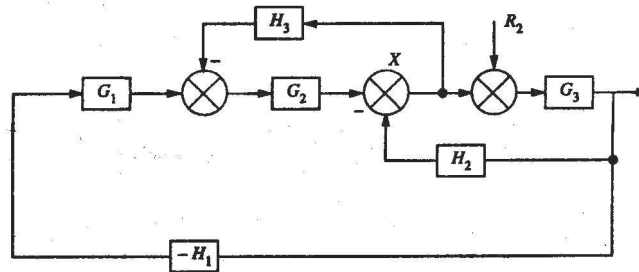 H₃
R₂
X
−
G₁
G₂
−
G₃
H₂
−H₁